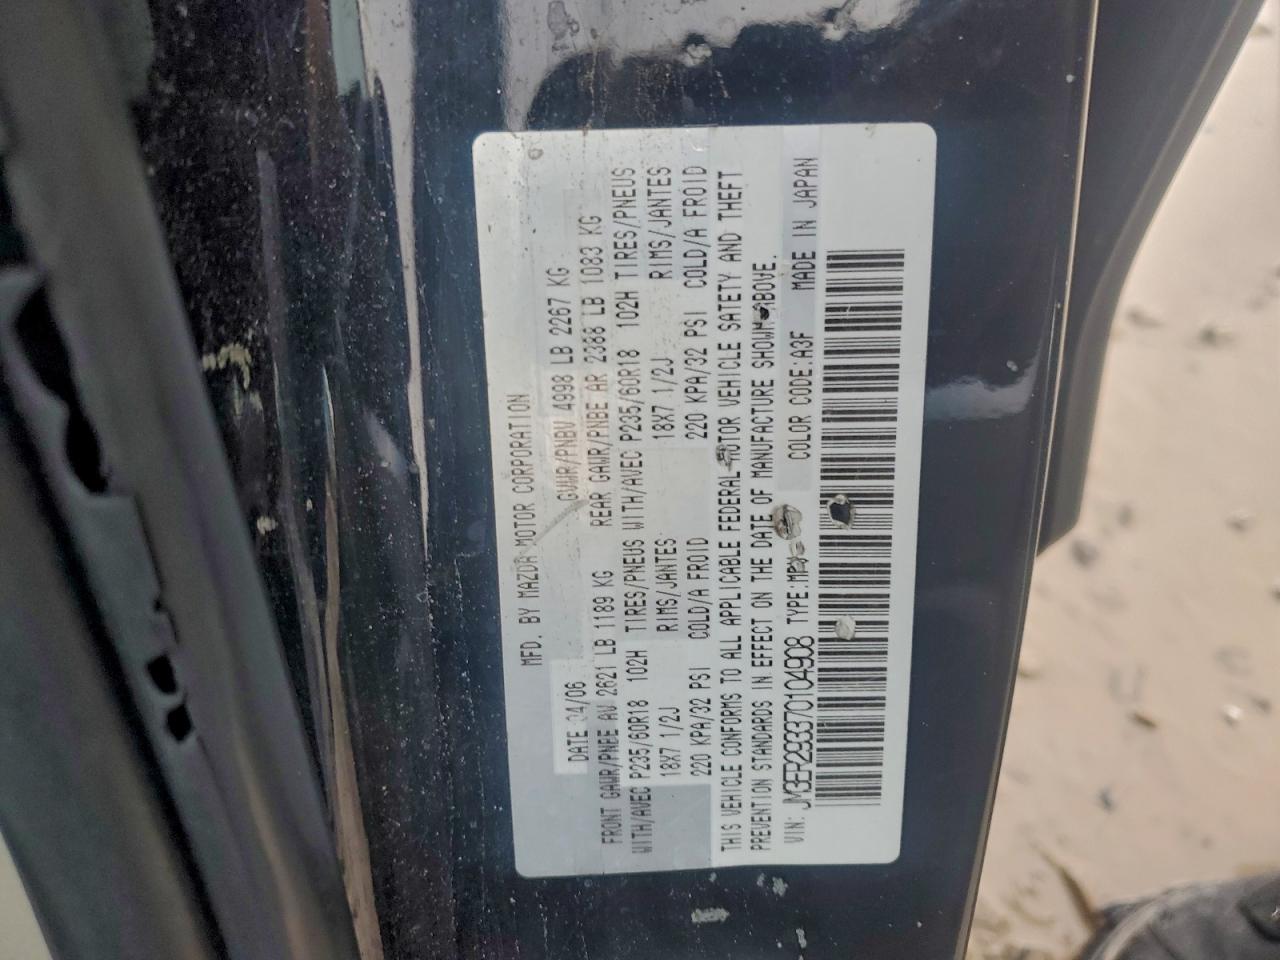 MFD. BY MAZDA MOTOR CORPORATION
DATE 04/06 GVWR/PNBV 4998 LB 2267 KG
FRONT GAWR/PNBE AV 2621 LB 1189 KG REAR GAWR/PNBE AR 2388 LB 1083 KG
WITH/AVEC P235/60R18 102H TIRES/PNEUS WITH/AVEC P235/60R18 102H TIRES/PNEUS
18X7 1/2J RIMS/JANTES: 18X7 1/2J RIMS/JANTES
220 KPA/32 PSI COLD/A FROID 220 KPA/32 PSI COLD/A FROID
THIS VEHICLE CONFORMS TO ALL APPLICABLE FEDERAL MOTOR VEHICLE SAFETY AND THEFT
PREVENTION STANDARDS IN EFFECT ON THE DATE OF MANUFACTURE SHOWN ABOVE.
VIN: JM3ER293370104908 TYPE: COLOR CODE:A3F MADE IN JAPAN